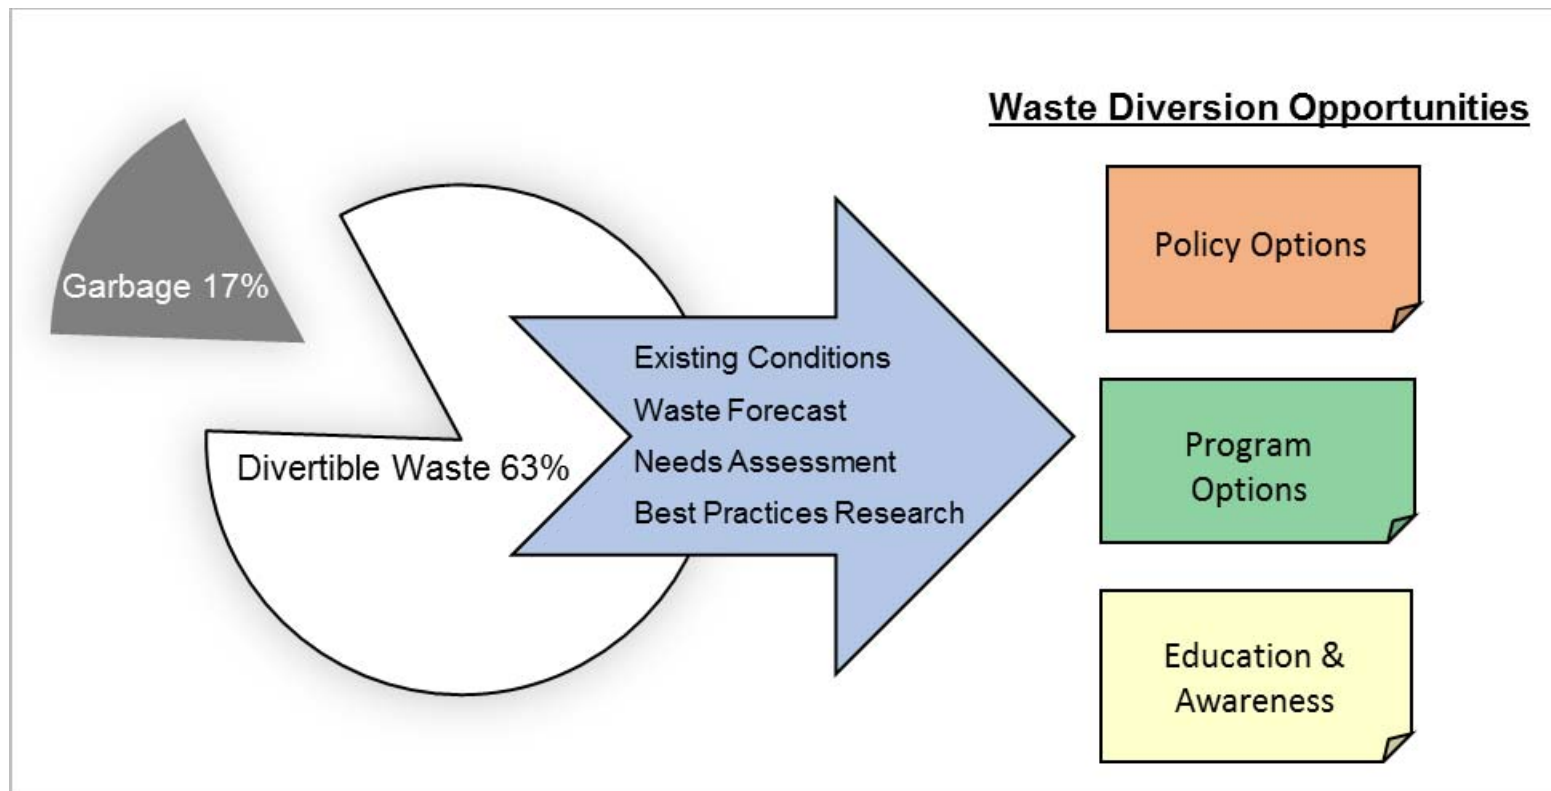 Waste Diversion Opportunities
Garbage 17%
Divertible Waste 63%
Existing Conditions
Waste Forecast
Needs Assessment
Best Practices Research
Policy Options
Program
Options
Education &
Awareness